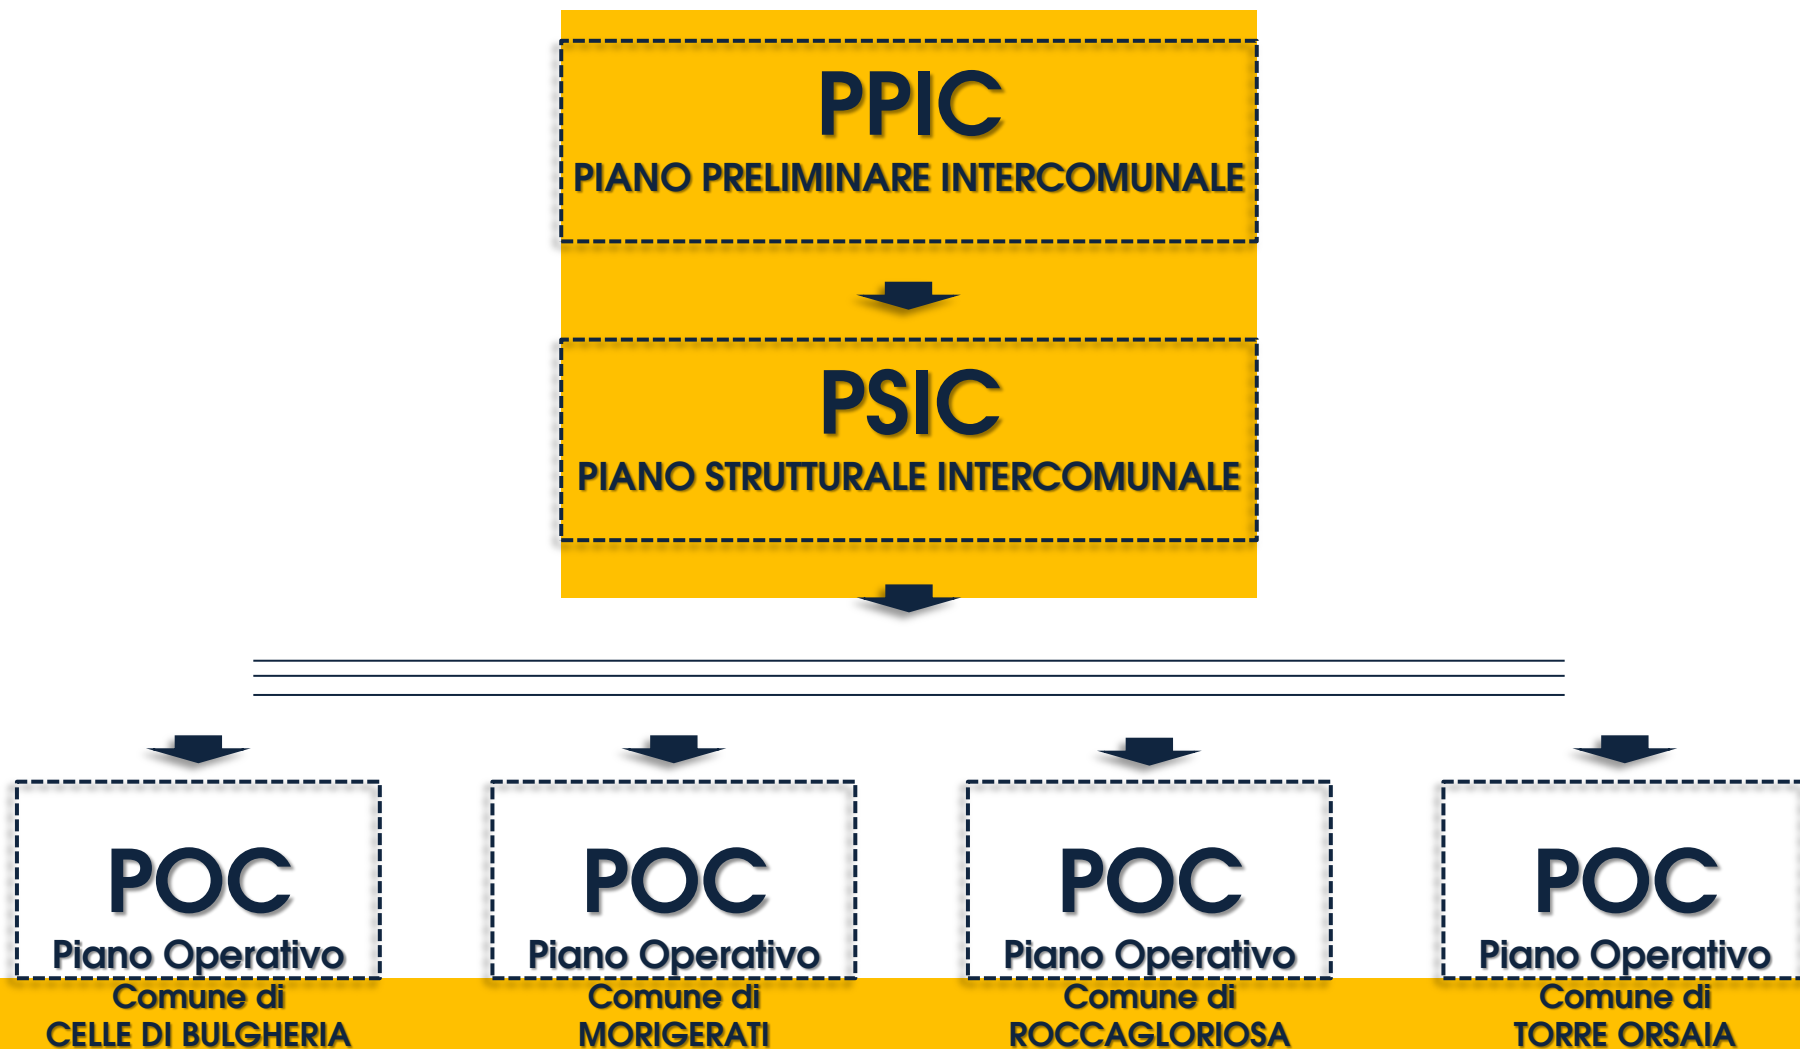 PPIC
PIANO PRELIMINARE INTERCOMUNALE
PSIC
PIANO STRUTTURALE INTERCOMUNALE
POC
Piano Operativo
Comune di
CELLE DI BULGHERIA
POC
Piano Operativo
Comune di
MORIGERATI
POC
Piano Operativo
Comune di
ROCCAGLORIOSA
POC
Piano Operativo
Comune di
TORRE ORSAIA